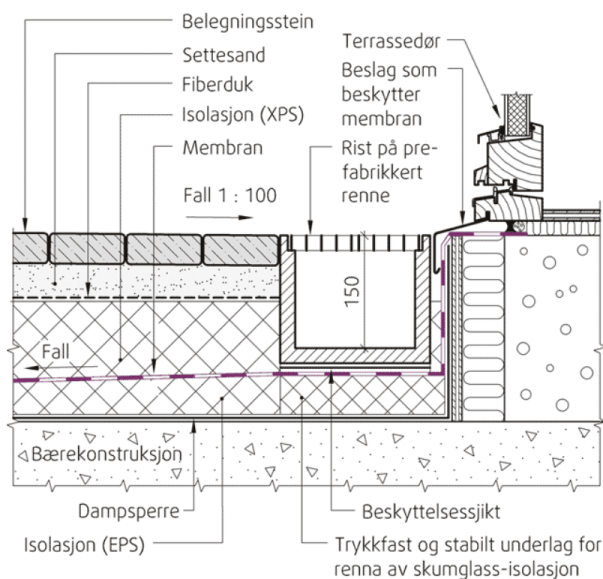 Belegningsstein
Settesand
Fiberduk
Isolasjon (XPS)
Membran
Fall 1 : 100
Terrassedør
Beslag som
beskytter
membran
Rist på pre-
fabrikkert
renne
150
Fall
Bærekonstruksjon
Dampsperre
Isolasjon (EPS)
Beskyttelsessjikt
Trykkfast og stabilt underlag for
renna av skumglass-isolasjon